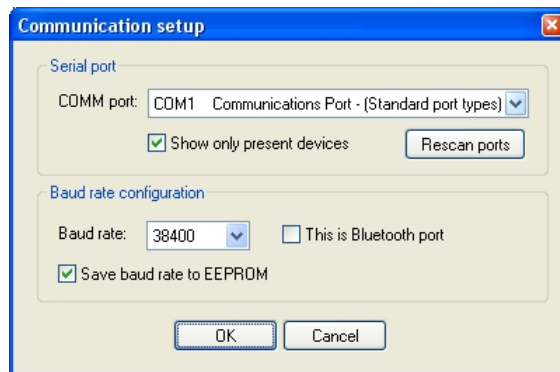 Communication setup
Serial port
COMM port: COM1 Communications Port - (Standard port types)
Show only present devices
Rescan ports
Baud rate configuration
Baud rate: 38400
This is Bluetooth port
Save baud rate to EEPROM
OK
Cancel